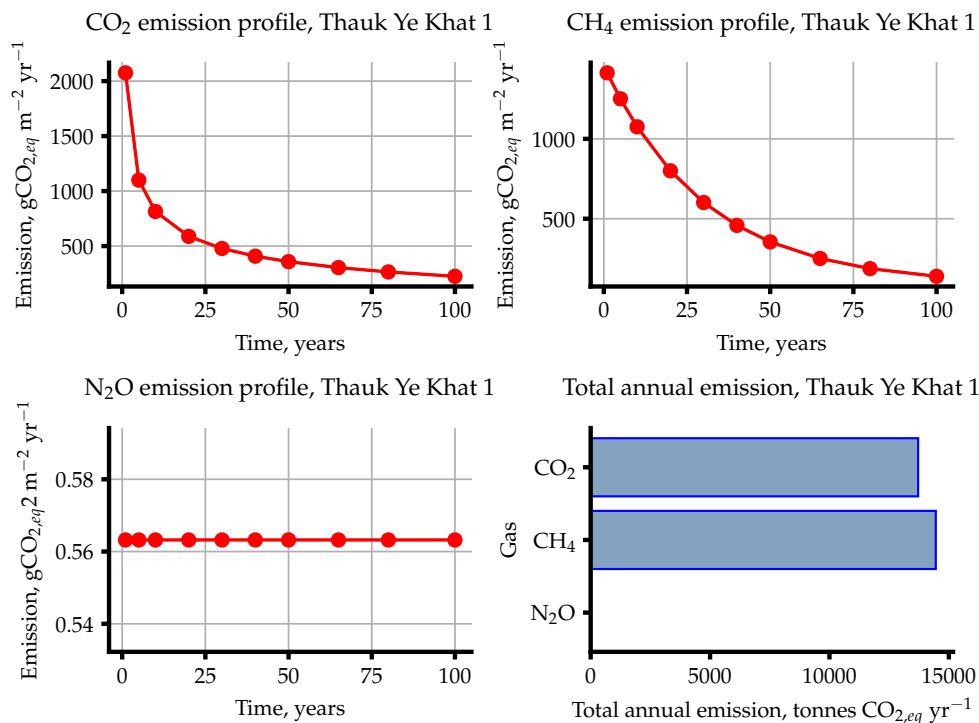 CO₂ emission profile, Thauk Ye Khat 1
Emission, gCO₂,eq m⁻² yr⁻¹
2000
1500
1000
500
0
25
50
75
100
Time, years
CH₄ emission profile, Thauk Ye Khat 1
Emission, gCO₂,eq m⁻² yr⁻¹
1000
500
0
25
50
75
100
Time, years
N₂O emission profile, Thauk Ye Khat 1
Emission, gCO₂,eq2 m⁻² yr⁻¹
0.58
0.56
0.54
0
25
50
75
100
Time, years
Total annual emission, Thauk Ye Khat 1
Gas
CO₂
CH₄
N₂O
0
5000
10000
15000
Total annual emission, tonnes CO₂,eq yr⁻¹